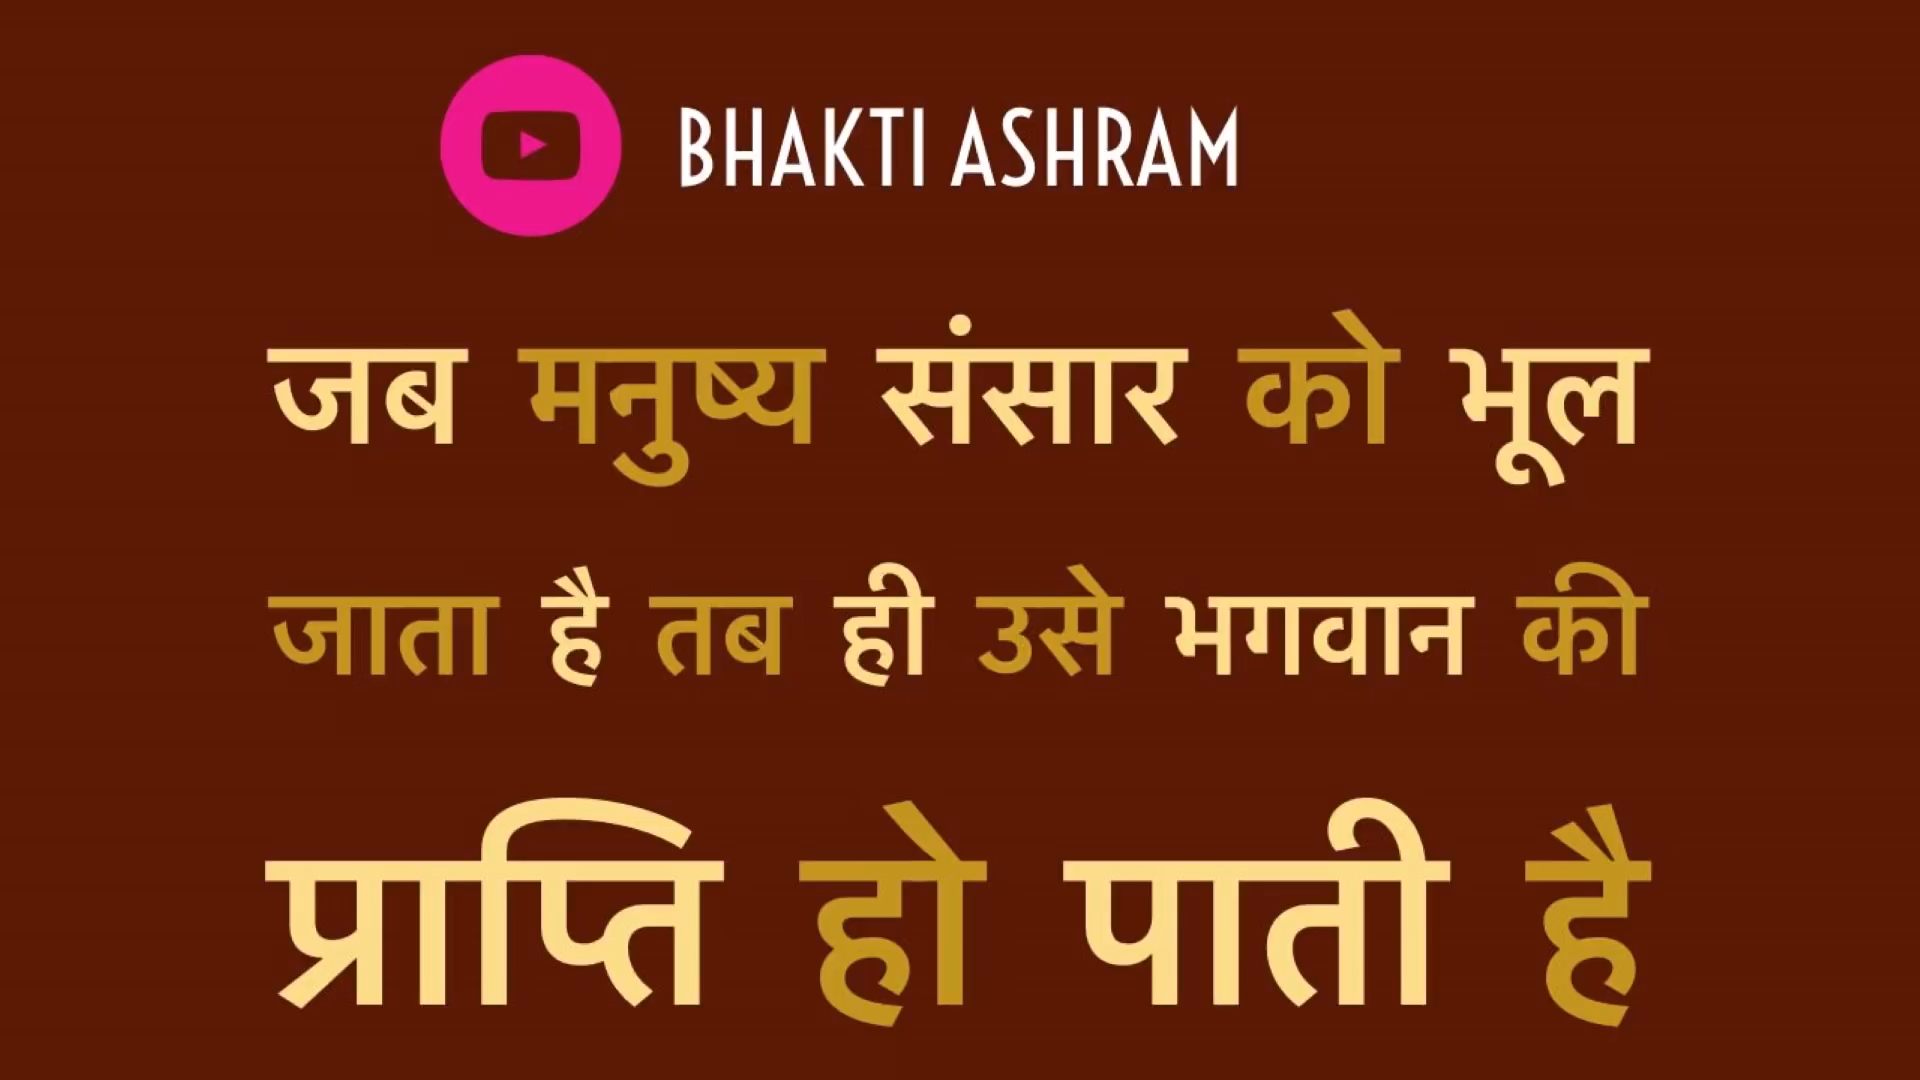 BHAKTI ASHRAM
जब मनुष्य संसार को भूल
जाता है तब ही उसे भगवान की
प्राप्ति हो पाती है